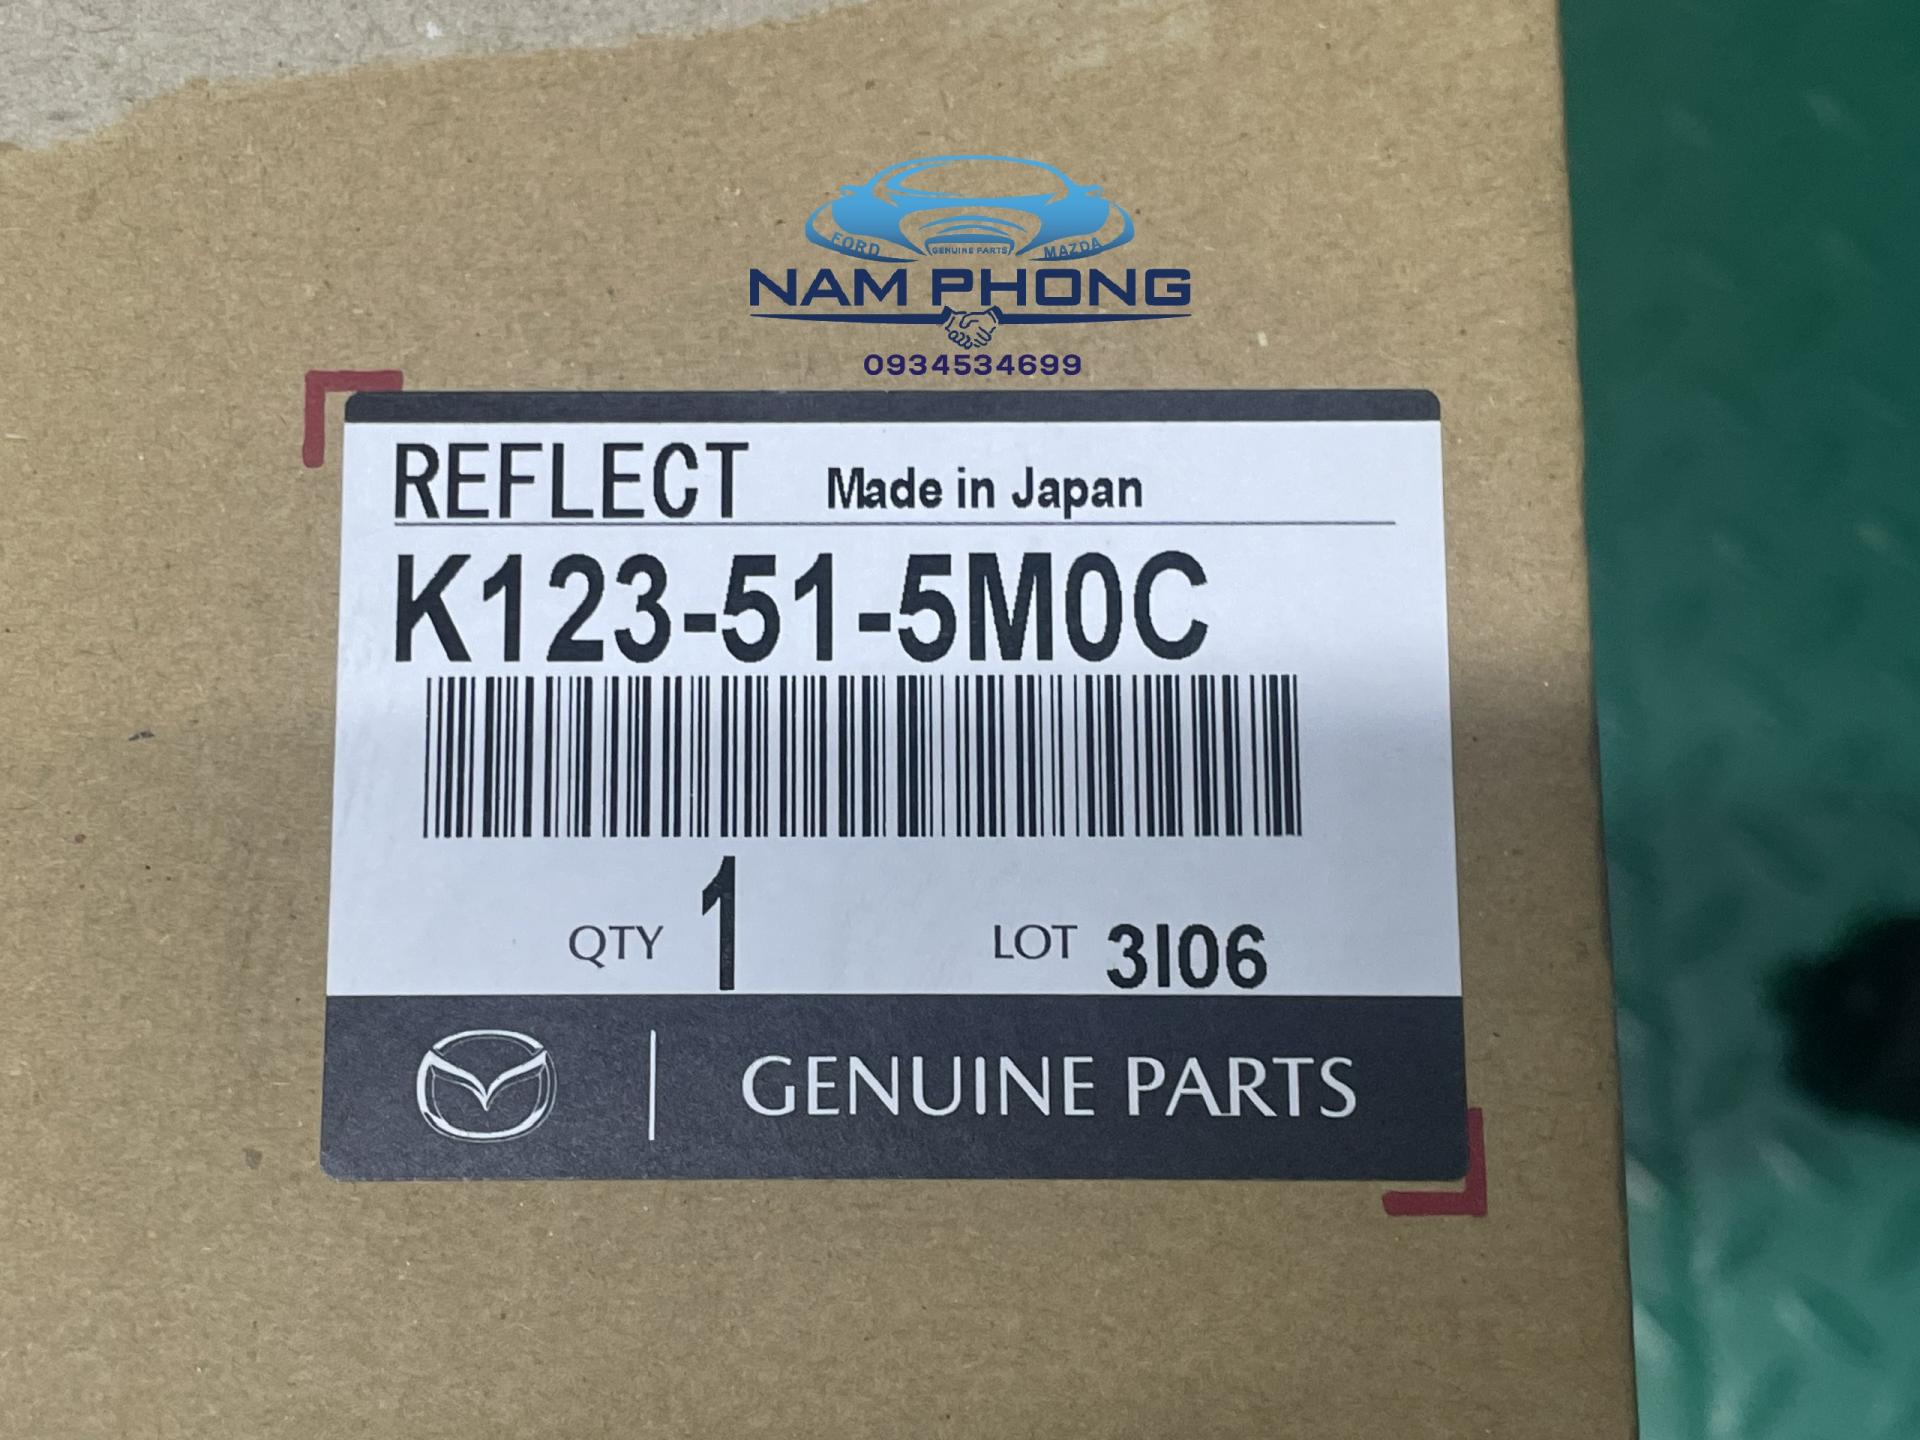 FORD GENUINE PARTS MAZDA
NAM PHONG
0934534699
REFLECT Made in Japan
K123-51-5M0C
QTY 1 LOT 3I06
GENUINE PARTS